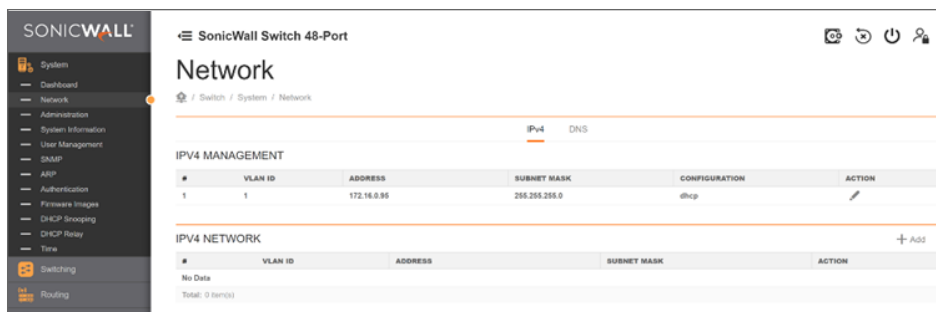 SONICWALL
System
Dashboard
Network
Administration
System Information
User Management
SNMP
ARP
Authentication
Firmware Images
DHCP Snooping
DHCP Relay
Time
Switching
Routing
SonicWall Switch 48-Port
Network
/ Switch / System / Network
IPv4 DNS
IPV4 MANAGEMENT
# VLAN ID ADDRESS SUBNET MASK CONFIGURATION ACTION
1 1 172.16.0.95 255.255.255.0 dhcp
IPV4 NETWORK
+ Add
# VLAN ID ADDRESS SUBNET MASK ACTION
No Data
Total: 0 item(s)